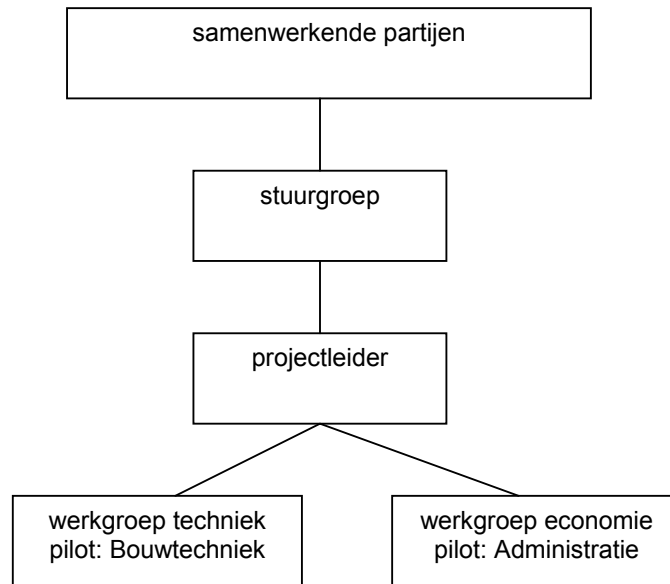 samenwerkende partijen
stuurgroep
projectleider
werkgroep techniek
pilot: Bouwtechniek
werkgroep economie
pilot: Administratie